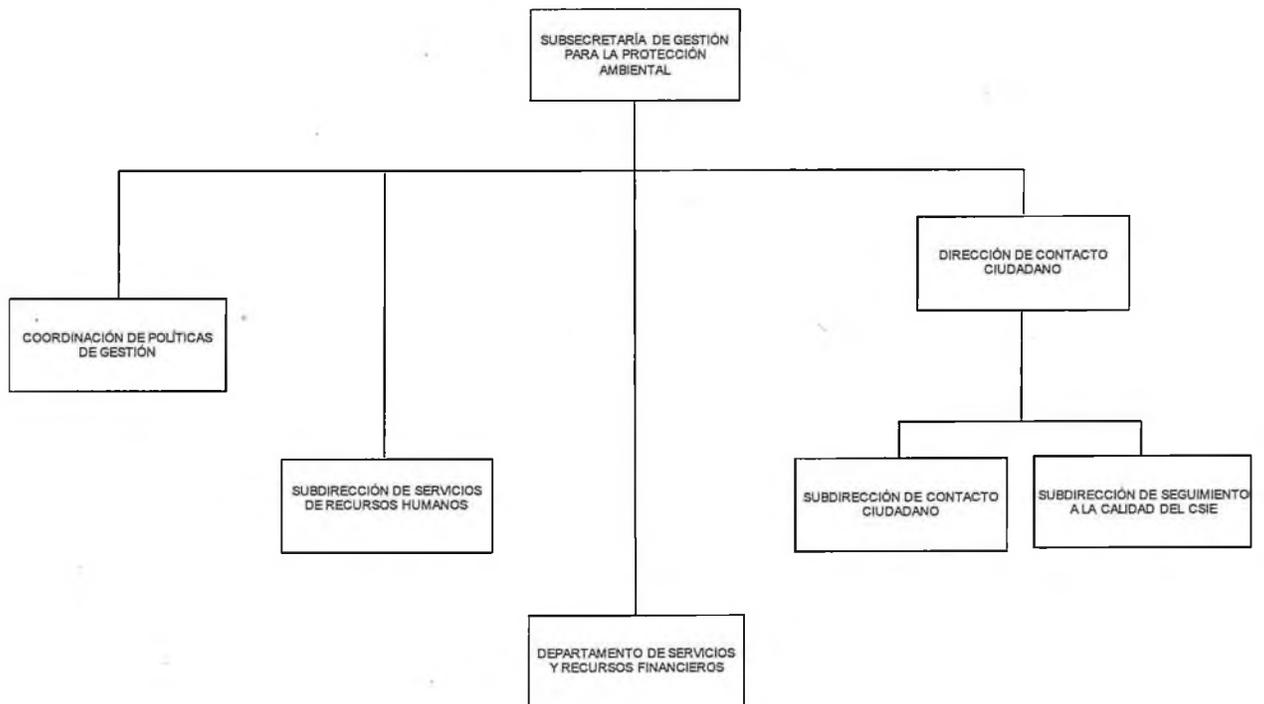 SUBSECRETARÍA DE GESTIÓN
PARA LA PROTECCIÓN
AMBIENTAL
DIRECCIÓN DE CONTACTO
CIUDADANO
COORDINACIÓN DE POLÍTICAS
DE GESTIÓN
SUBDIRECCIÓN DE SERVICIOS
DE RECURSOS HUMANOS
SUBDIRECCIÓN DE CONTACTO
CIUDADANO
SUBDIRECCIÓN DE SEGUIMIENTO
A LA CALIDAD DEL CSIE
DEPARTAMENTO DE SERVICIOS
Y RECURSOS FINANCIEROS